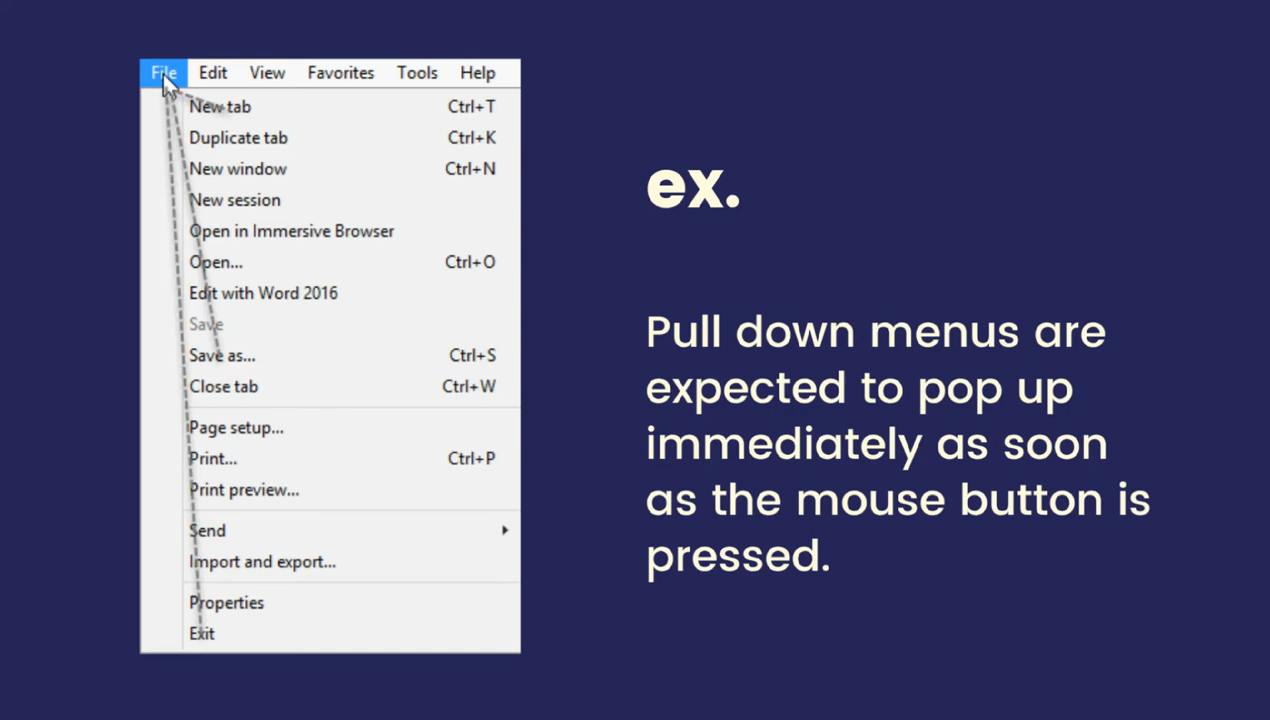 File Edit View Favorites Tools Help
New tab Ctrl+T
Duplicate tab Ctrl+K
New window Ctrl+N
New session
Open in Immersive Browser
Open... Ctrl+O
Edit with Word 2016
Save
Save as... Ctrl+S
Close tab Ctrl+W
Page setup...
Print... Ctrl+P
Print preview...
Send
Import and export...
Properties
Exit
ex.
Pull down menus are
expected to pop up
immediately as soon
as the mouse button is
pressed.